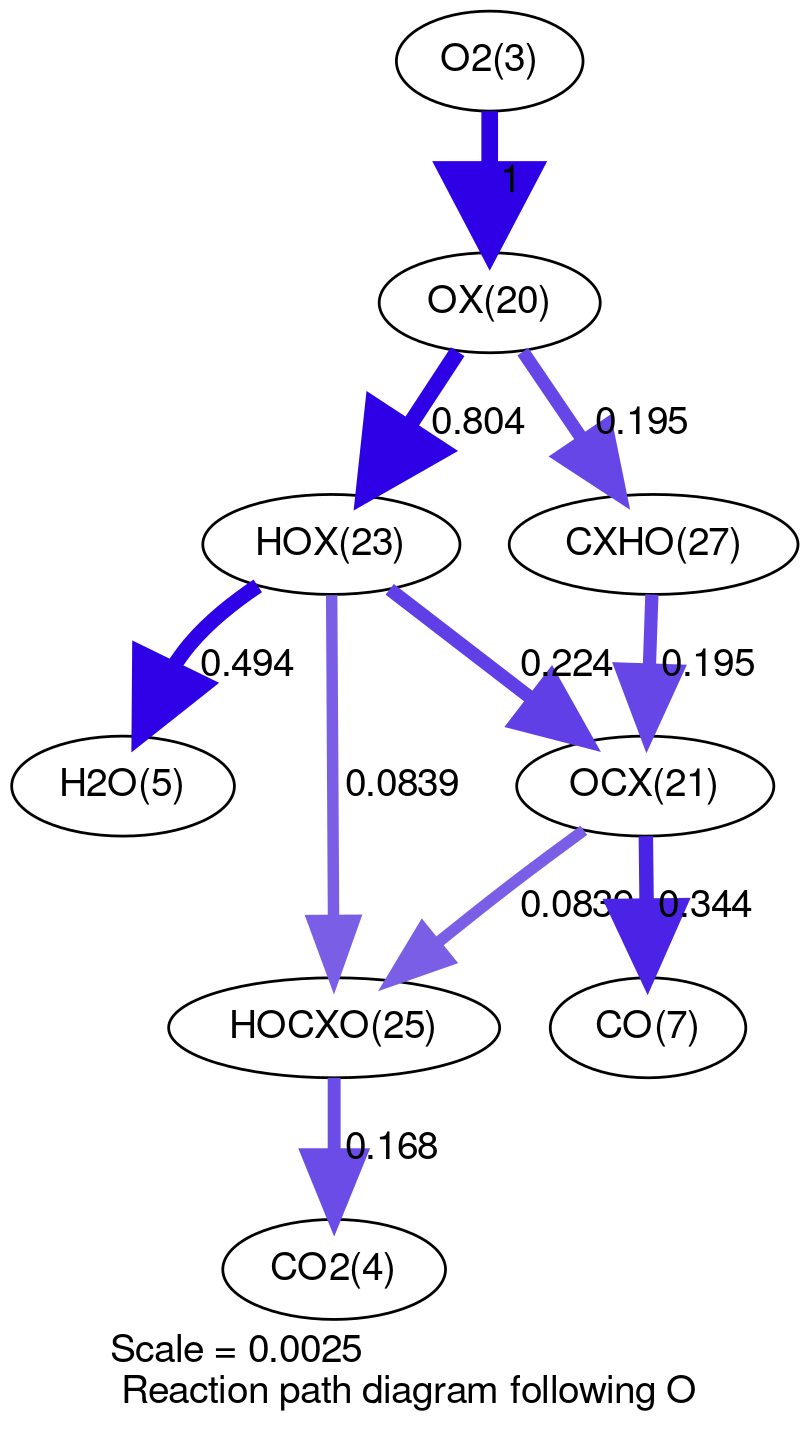 O2(3)
1
OX(20)
0.804
0.195
HOX(23)
CXHO(27)
0.494
0.224
0.195
H2O(5)
0.0839
OCX(21)
0.0839
0.344
HOCXO(25)
CO(7)
0.168
CO2(4)
Scale = 0.0025
Reaction path diagram following O